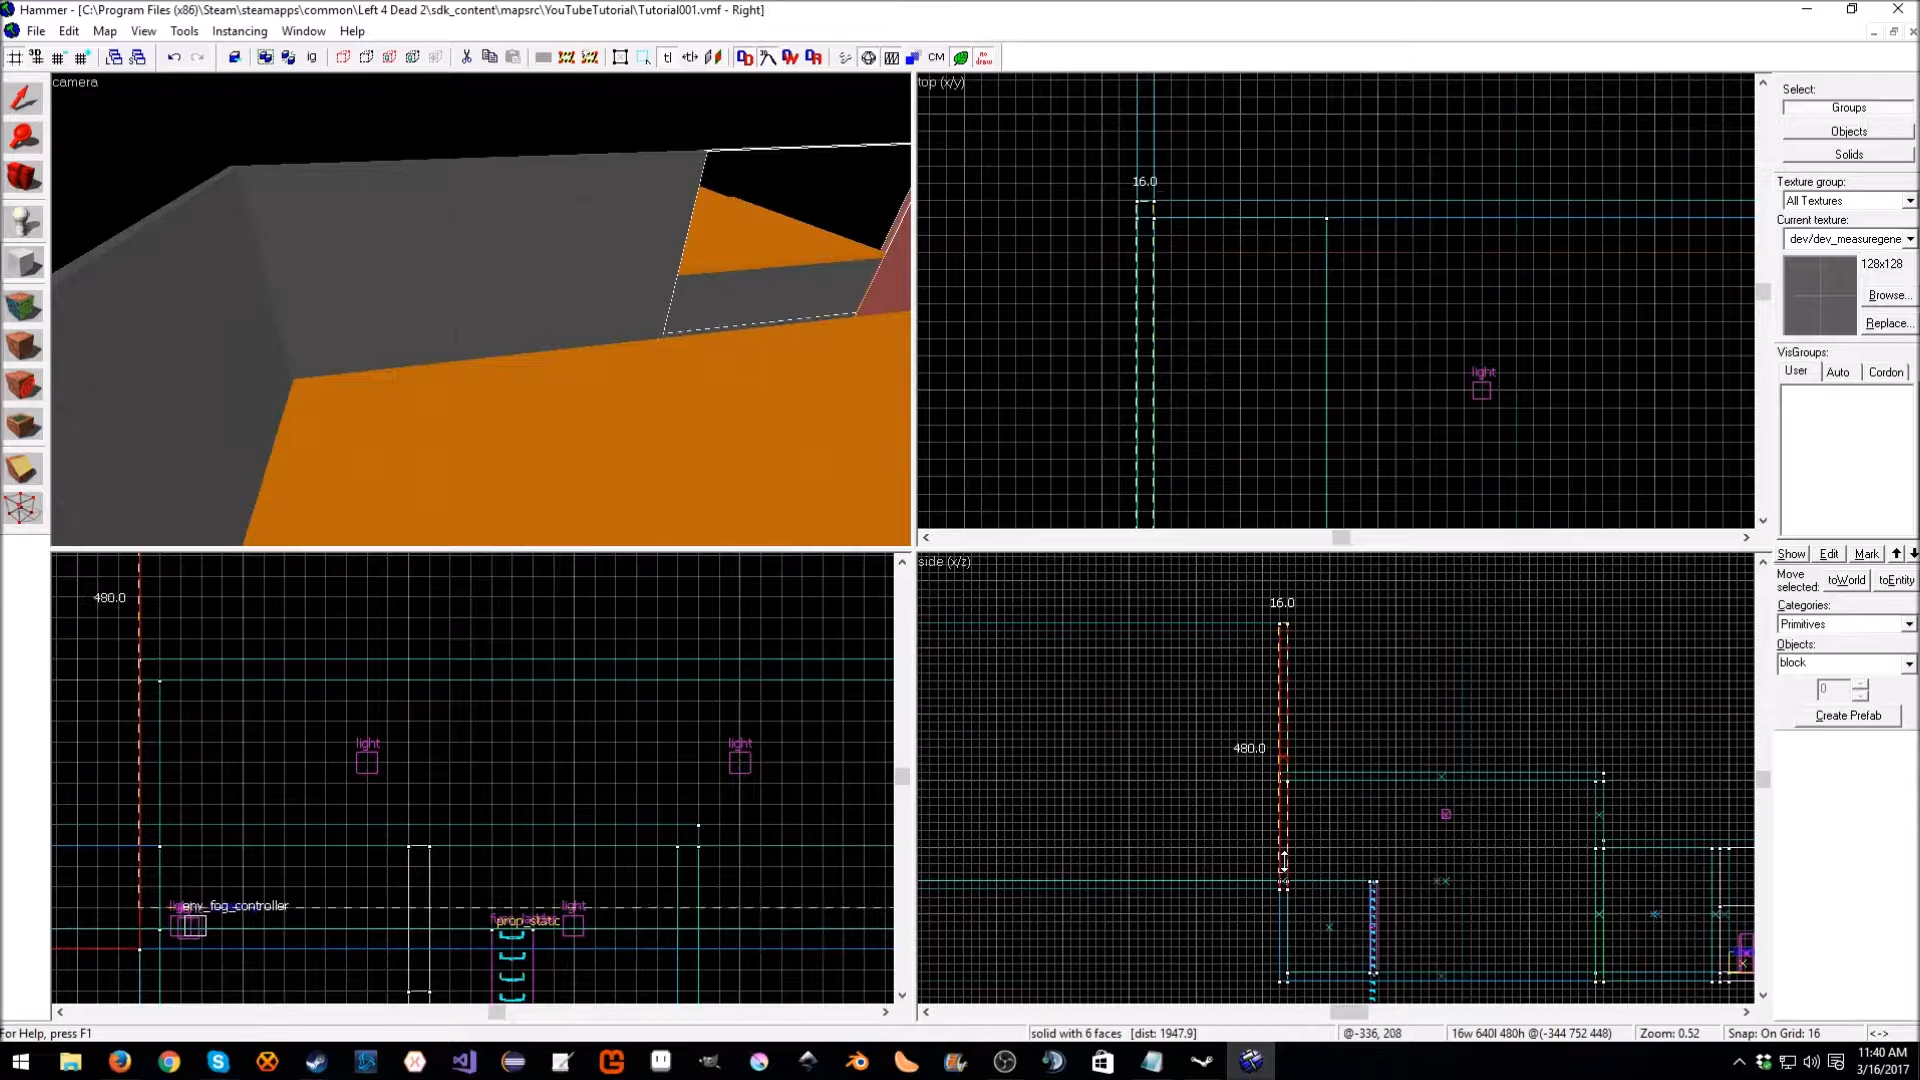 Hammer - [C:\Program Files (x86)\Steam\steamapps\common\Left 4 Dead 2\sdk_content\mapsrc\YouTubeTutorial\Tutorial001.vmf - Right]
File Edit Map View Tools Instancing Window Help
3D ig tl CM no draw
camera
top (x/y)
16.0
light
480.0
light
light
env_fog_controller
prop_static
light
side (x/z)
16.0
480.0
Select:
Groups
Objects
Solids
Texture group:
All Textures
Current texture:
dev/dev_measuregene
128x128
Browse...
Replace...
VisGroups:
User Auto Cordon
Show Edit Mark
Move selected: toWorld toEntity
Categories:
Primitives
Objects:
block
0
Create Prefab
For Help, press F1
solid with 6 faces [dist: 1947.9]
@-336, 208
16w 640l 480h @(-344 752 448)
Zoom: 0.52
Snap: On Grid: 16
<->
11:40 AM
3/16/2017